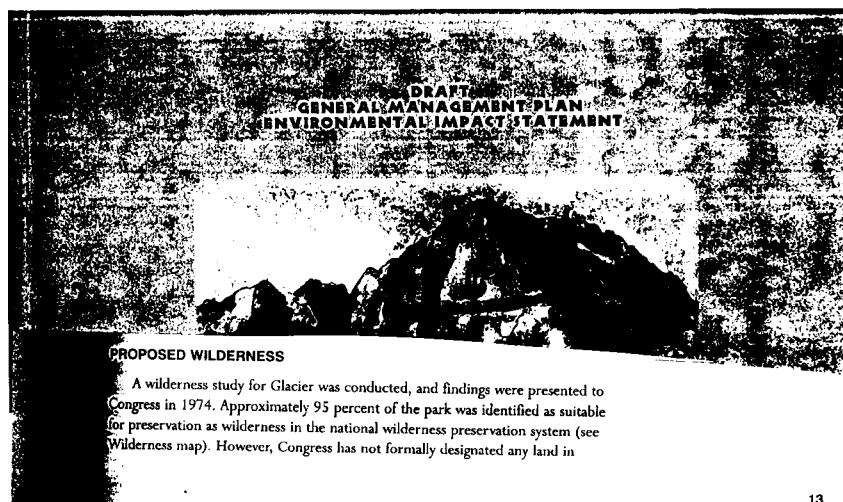 DRAFT
GENERAL MANAGEMENT PLAN
ENVIRONMENTAL IMPACT STATEMENT
PROPOSED WILDERNESS
A wilderness study for Glacier was conducted, and findings were presented to
Congress in 1974. Approximately 95 percent of the park was identified as suitable
for preservation as wilderness in the national wilderness preservation system (see
Wilderness map). However, Congress has not formally designated any land in
13